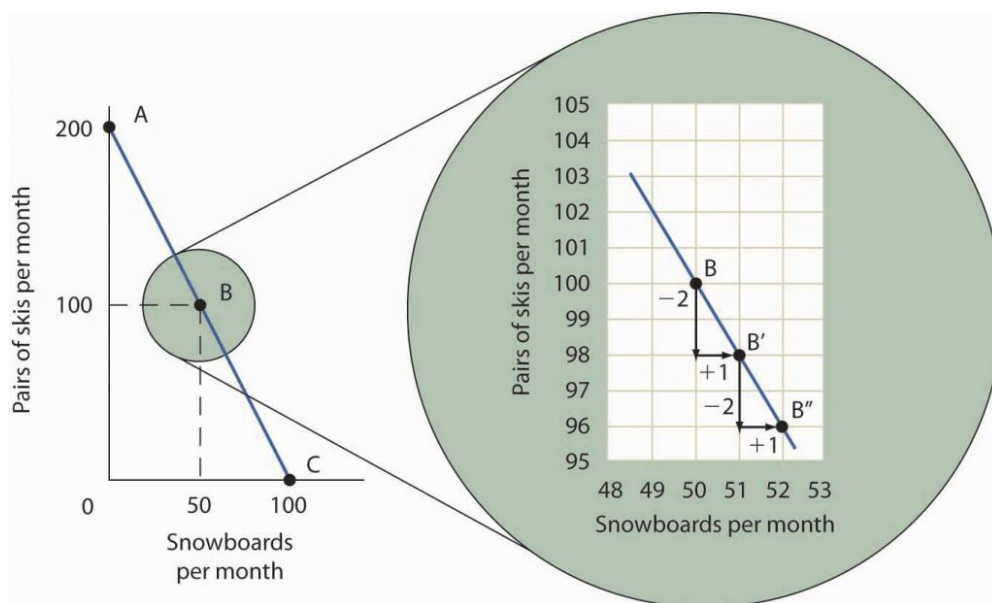 Pairs of skis per month
200
100
0
50
100
A
B
C
Snowboards
per month
Pairs of skis per month
105
104
103
102
101
100
99
98
97
96
95
48
49
50
51
52
53
B
−2
+1
B′
−2
+1
B″
Snowboards per month